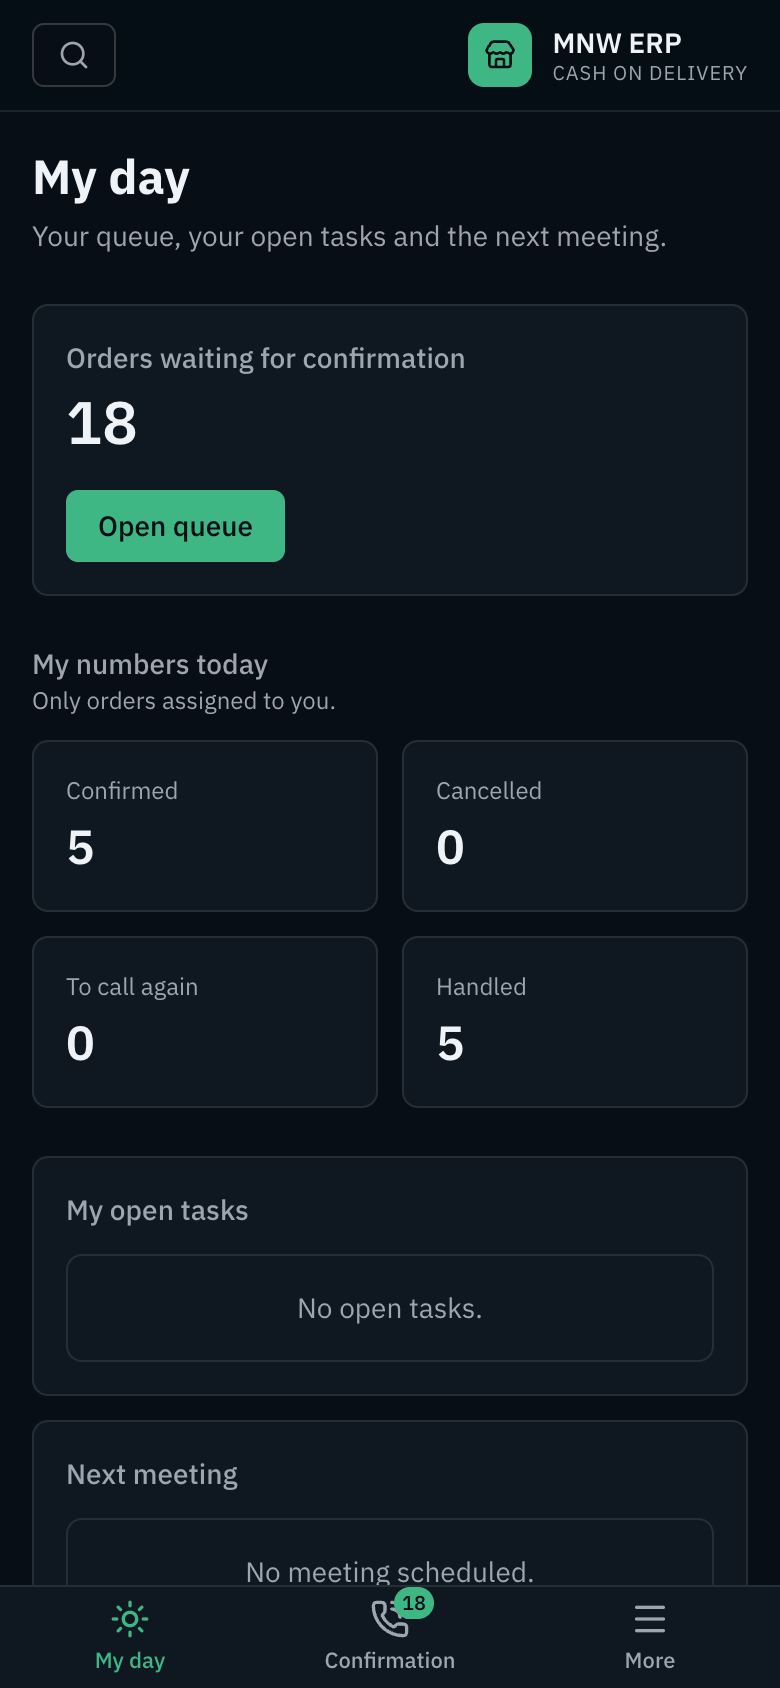 MNW ERP
CASH ON DELIVERY
My day
Your queue, your open tasks and the next meeting.
Orders waiting for confirmation
18
Open queue
My numbers today
Only orders assigned to you.
Confirmed
5
Cancelled
0
To call again
0
Handled
5
My open tasks
No open tasks.
Next meeting
No meeting scheduled.
18
My day
Confirmation
More